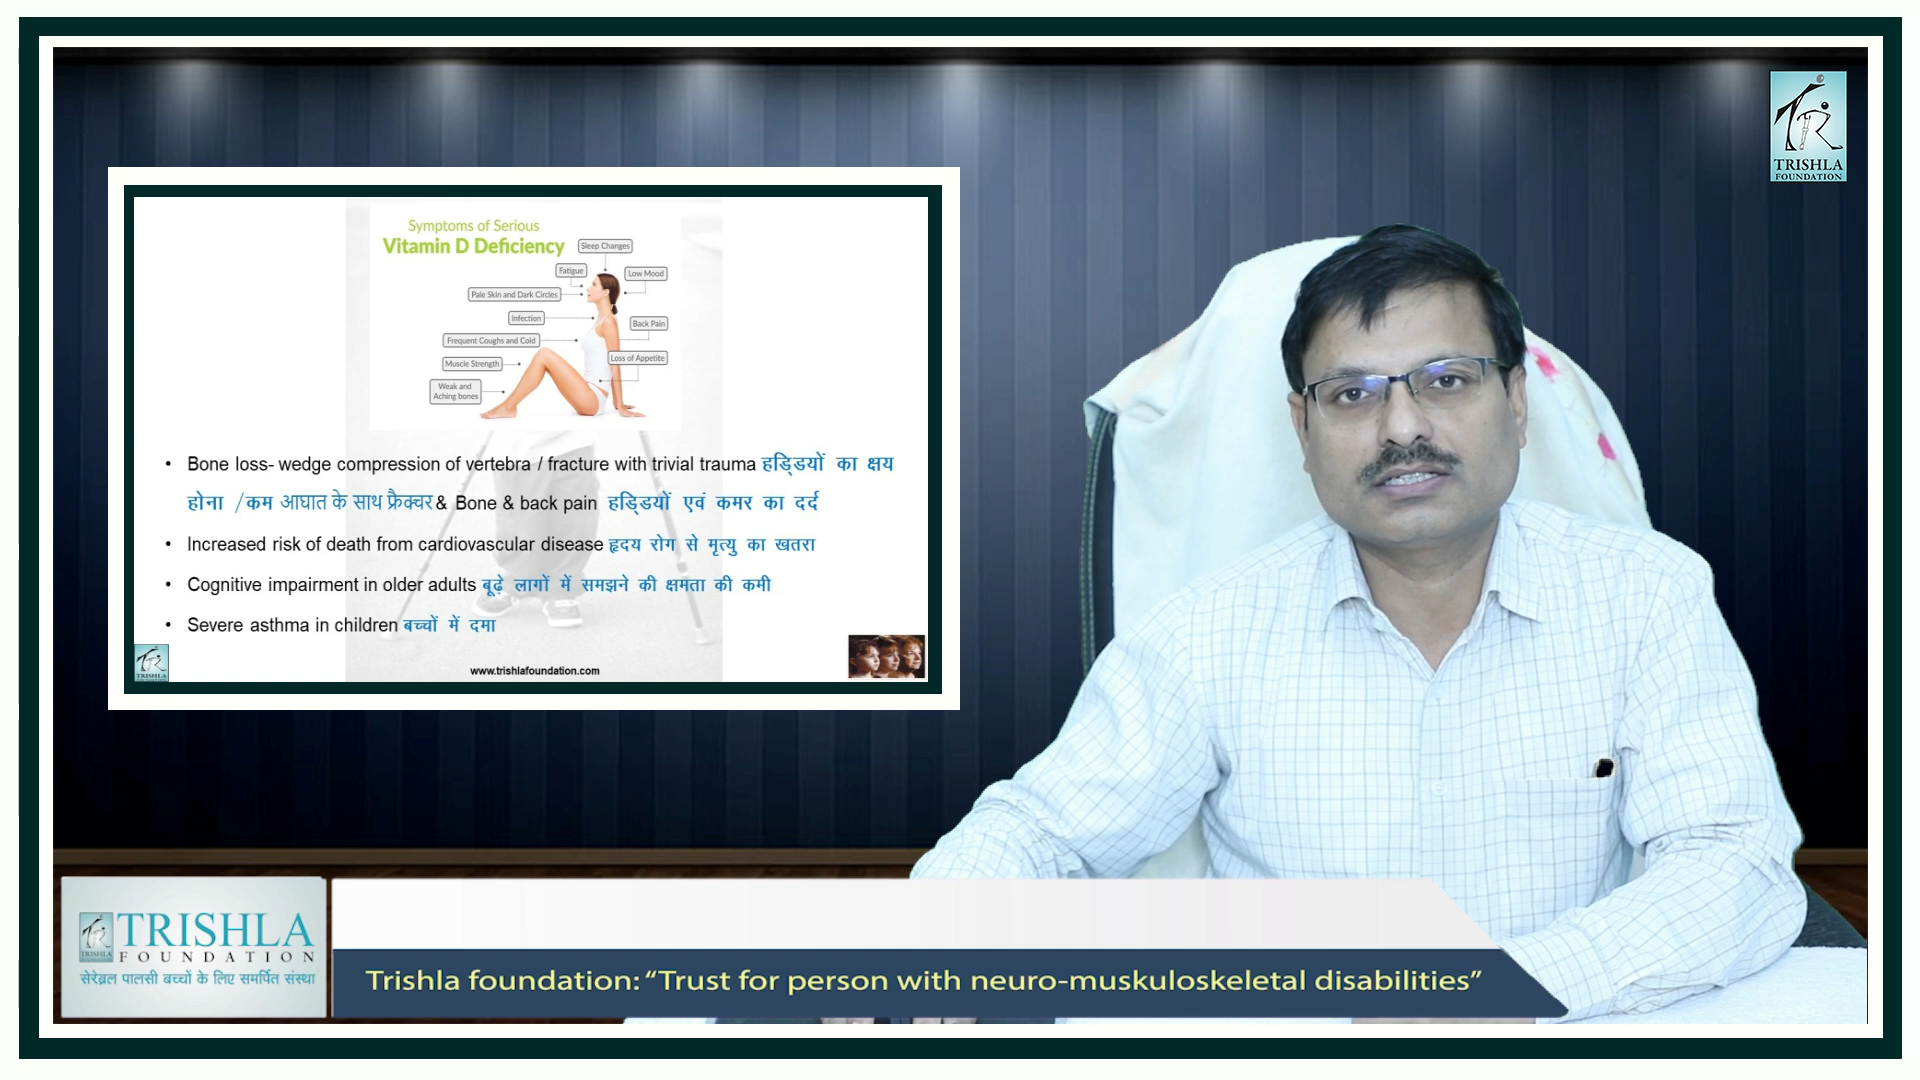 TRISHLA
FOUNDATION
Symptoms of Serious
Vitamin D Deficiency
Sleep Changes
Fatigue
Low Mood
Pale Skin and Dark Circles
Infection
Back Pain
Frequent Coughs and Cold
Loss of Appetite
Muscle Strength
Weak and
Aching bones
• Bone loss- wedge compression of vertebra / fracture with trivial trauma हड्डियों का क्षय
होना /कम आघात के साथ फ्रैक्चर & Bone & back pain हड्डियों एवं कमर का दर्द
• Increased risk of death from cardiovascular disease हृदय रोग से मृत्यु का खतरा
• Cognitive impairment in older adults बूढ़े लागों में समझने की क्षमता की कमी
• Severe asthma in children बच्चों में दमा
TRISHLA
www.trishlafoundation.com
TRISHLA
TRISHLA
FOUNDATION
सेरेब्रल पालसी बच्चों के लिए समर्पित संस्था
Trishla foundation: “Trust for person with neuro-muskuloskeletal disabilities”